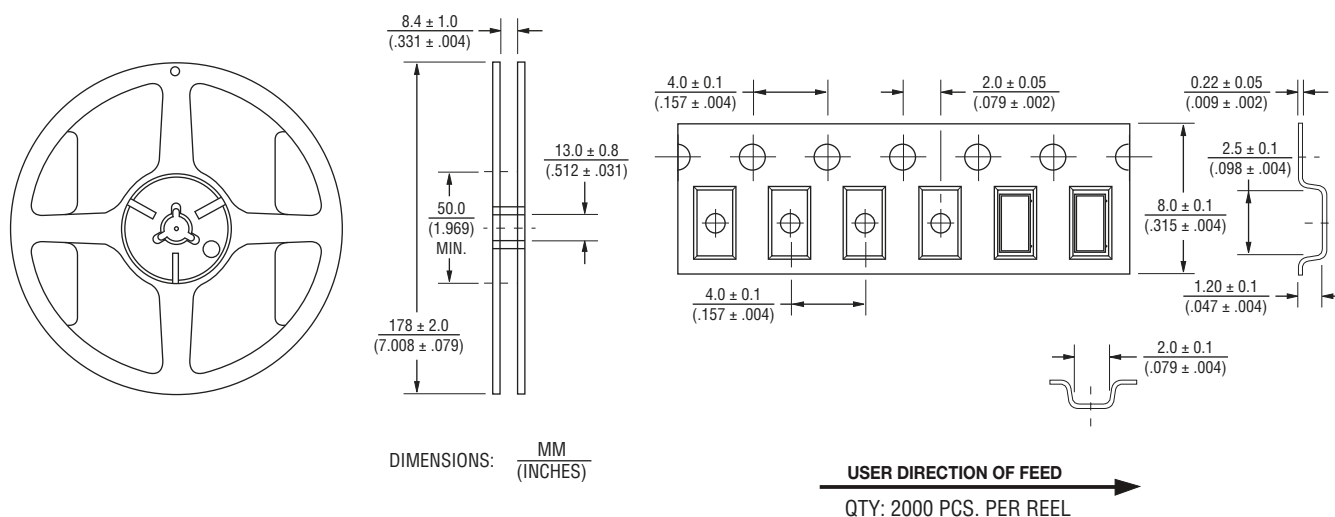 8.4 ± 1.0
(.331 ± .004)
13.0 ± 0.8
(.512 ± .031)
50.0
(1.969)
MIN.
178 ± 2.0
(7.008 ± .079)
4.0 ± 0.1
(.157 ± .004)
2.0 ± 0.05
(.079 ± .002)
0.22 ± 0.05
(.009 ± .002)
2.5 ± 0.1
(.098 ± .004)
8.0 ± 0.1
(.315 ± .004)
4.0 ± 0.1
(.157 ± .004)
1.20 ± 0.1
(.047 ± .004)
2.0 ± 0.1
(.079 ± .004)
DIMENSIONS: MM
(INCHES)
USER DIRECTION OF FEED
QTY: 2000 PCS. PER REEL